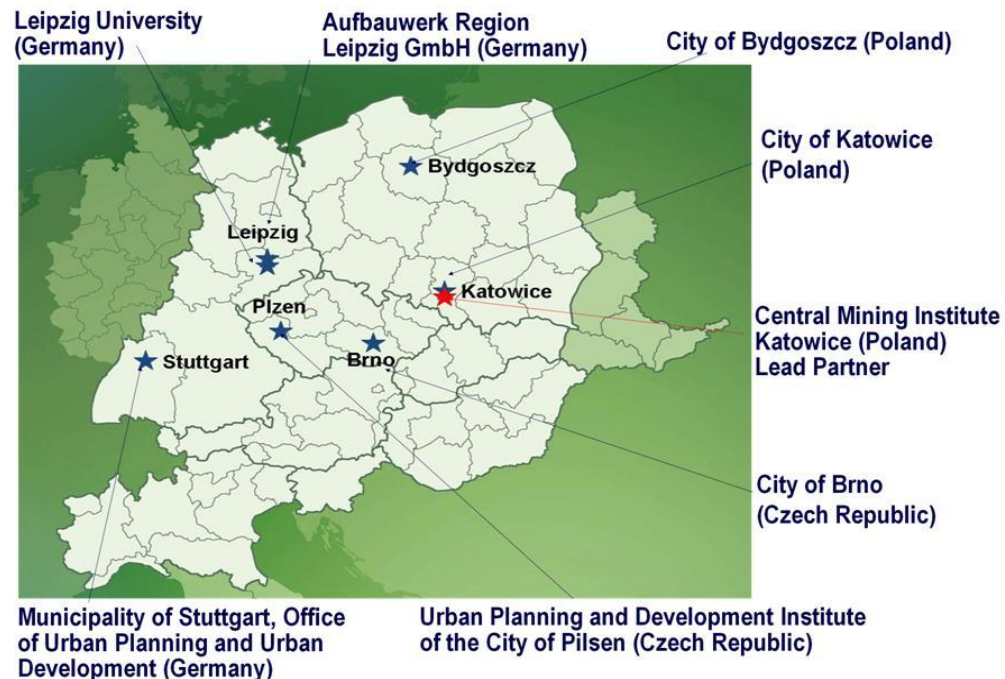 Leipzig University
(Germany)
Aufbauwerk Region
Leipzig GmbH (Germany)
City of Bydgoszcz (Poland)
City of Katowice
(Poland)
Bydgoszcz
Leipzig
Katowice
Plzen
Brno
Stuttgart
Central Mining Institute
Katowice (Poland)
Lead Partner
City of Brno
(Czech Republic)
Municipality of Stuttgart, Office
of Urban Planning and Urban
Development (Germany)
Urban Planning and Development Institute
of the City of Pilsen (Czech Republic)